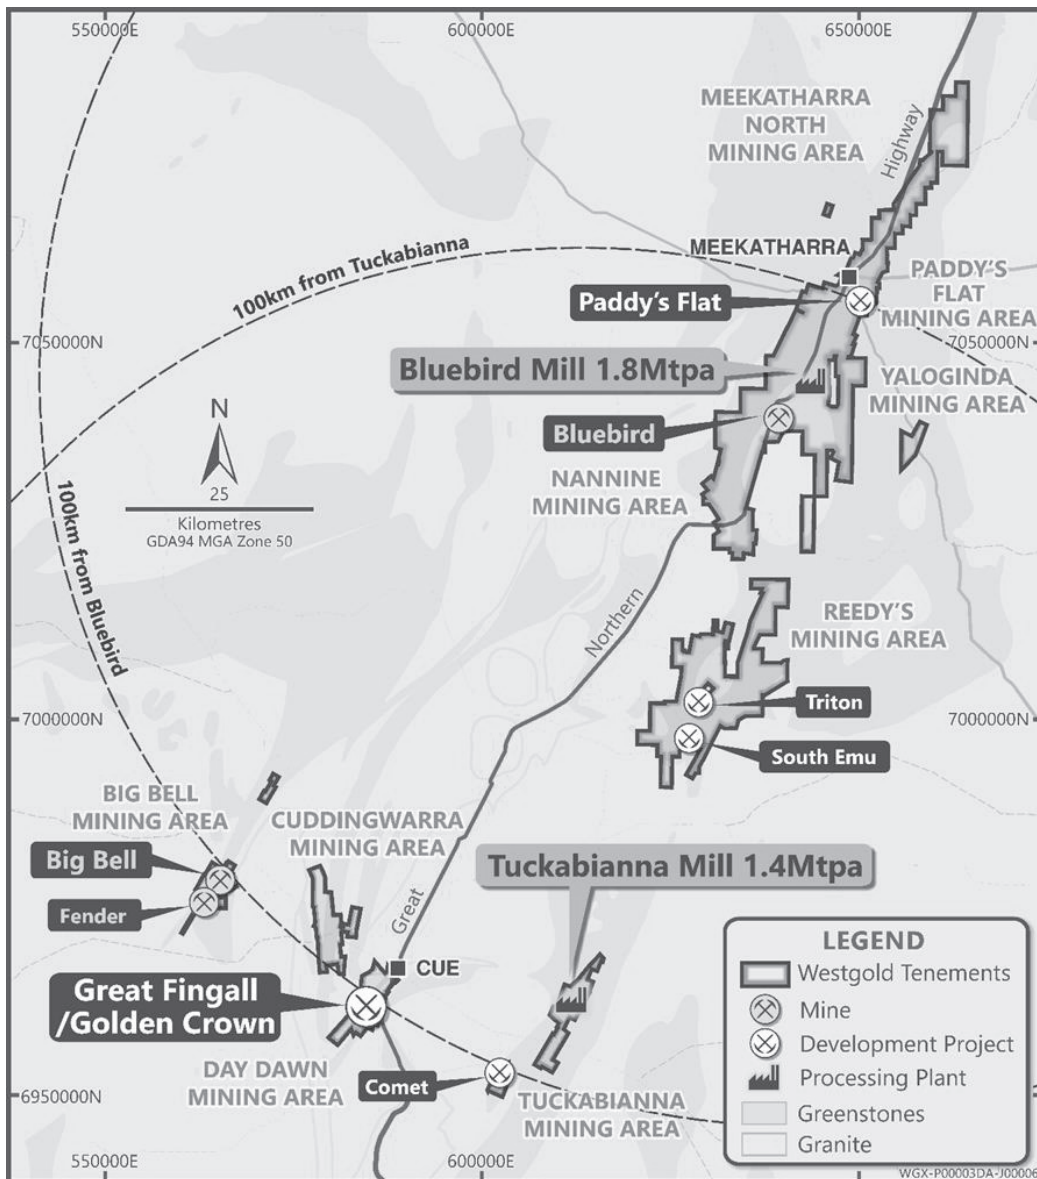 550000E
600000E
650000E
MEEKATHARRA
NORTH
MINING AREA
Highway
100km from Tuckabianna
MEEKATHARRA
PADDY'S
FLAT
MINING AREA
Paddy's Flat
7050000N
7050000N
Bluebird Mill 1.8Mtpa
YALOGINDA
MINING AREA
N
Bluebird
25
Kilometres
GDA94 MGA Zone 50
NANNINE
MINING AREA
100km from Bluebird
Northern
REEDY'S
MINING AREA
Triton
7000000N
7000000N
South Emu
BIG BELL
MINING AREA
CUDDINGWARRA
MINING AREA
Big Bell
Tuckabianna Mill 1.4Mtpa
Fender
Great
CUE
Great Fingall
/Golden Crown
DAY DAWN
MINING AREA
Comet
TUCKABIANNA
MINING AREA
6950000N
LEGEND
Westgold Tenements
Mine
Development Project
Processing Plant
Greenstones
Granite
550000E
600000E
WGX-P00003DA-J00006